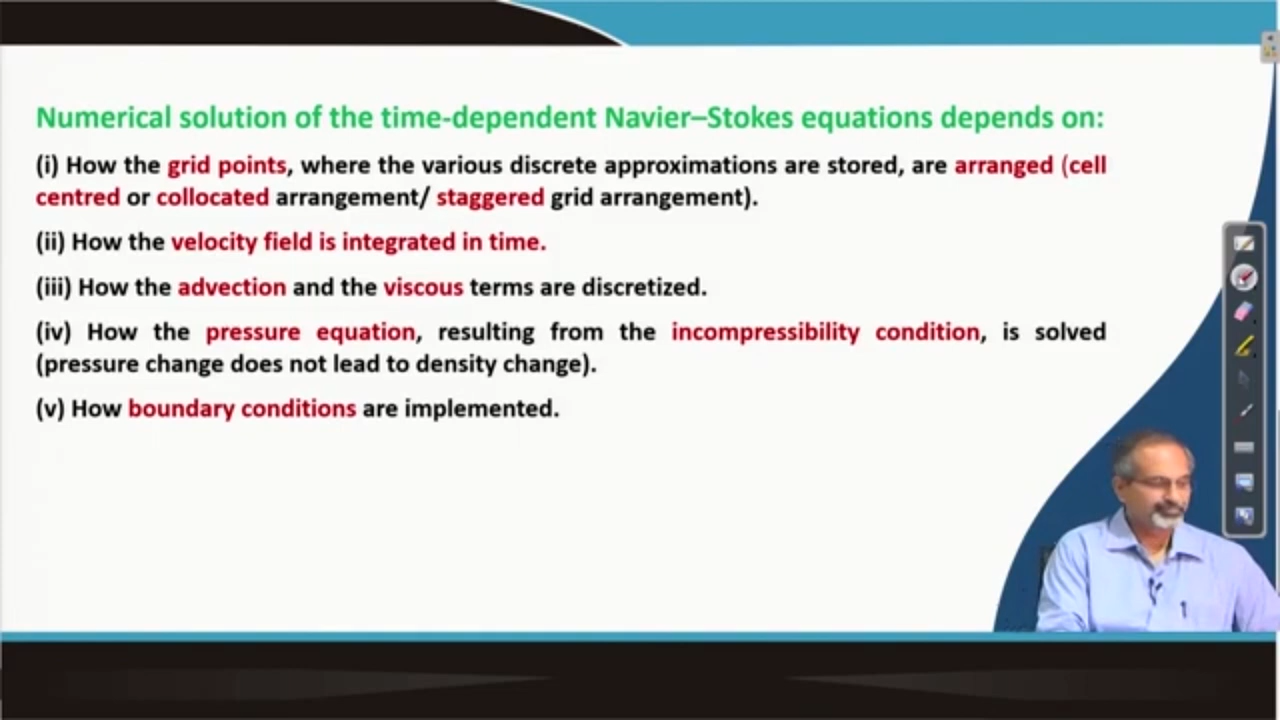 Numerical solution of the time-dependent Navier–Stokes equations depends on:
(i) How the grid points, where the various discrete approximations are stored, are arranged (cell
centred or collocated arrangement/ staggered grid arrangement).
(ii) How the velocity field is integrated in time.
(iii) How the advection and the viscous terms are discretized.
(iv) How the pressure equation, resulting from the incompressibility condition, is solved
(pressure change does not lead to density change).
(v) How boundary conditions are implemented.